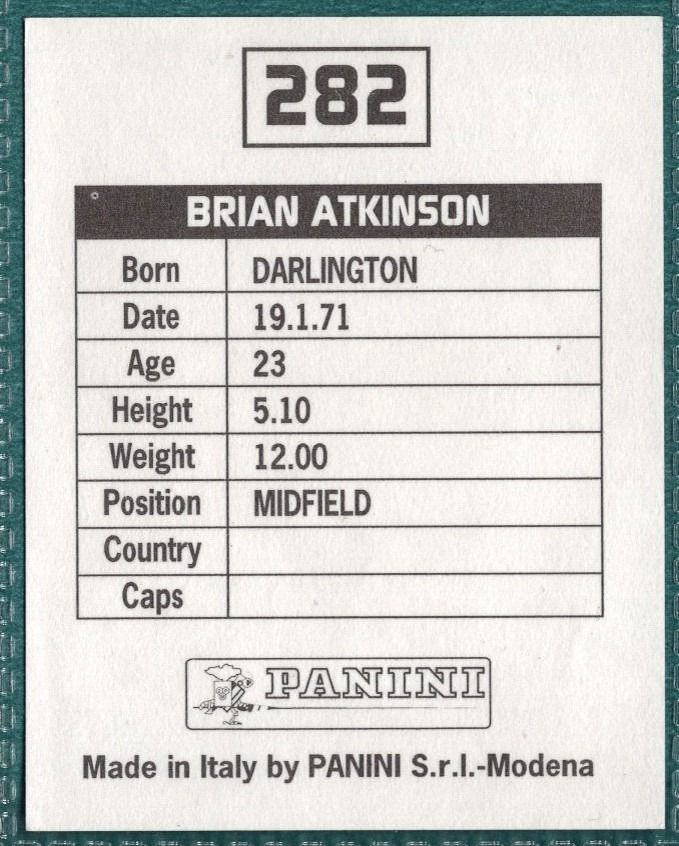 282
BRIAN ATKINSON
Born DARLINGTON
Date 19.1.71
Age 23
Height 5.10
Weight 12.00
Position MIDFIELD
Country
Caps
PANINI
Made in Italy by PANINI S.r.l.-Modena